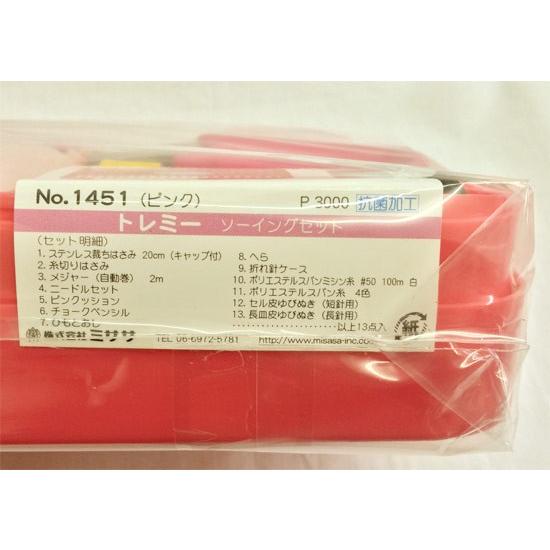 No.1451 (ピンク) P 3000 抗菌加工
トレミー ソーイングセット
(セット明細)
1. ステンレス裁ちはさみ 20cm (キャップ付)
2. 糸切りはさみ
3. メジャー (自動巻) 2m
4. ニードルセット
5. ピンクッション
6. チョークペンシル
7. ひもとおし
8. へら
9. 折れ針ケース
10. ポリエステルスパンミシン糸 #50 100m 白
11. ポリエステルスパン糸 4色
12. セル皮ゆびぬき (短針用)
13. 長皿皮ゆびぬき (長針用)
以上13点入
株式会社 ミササ TEL 06-6972-5781 http://www.misasa-inc.co
紙